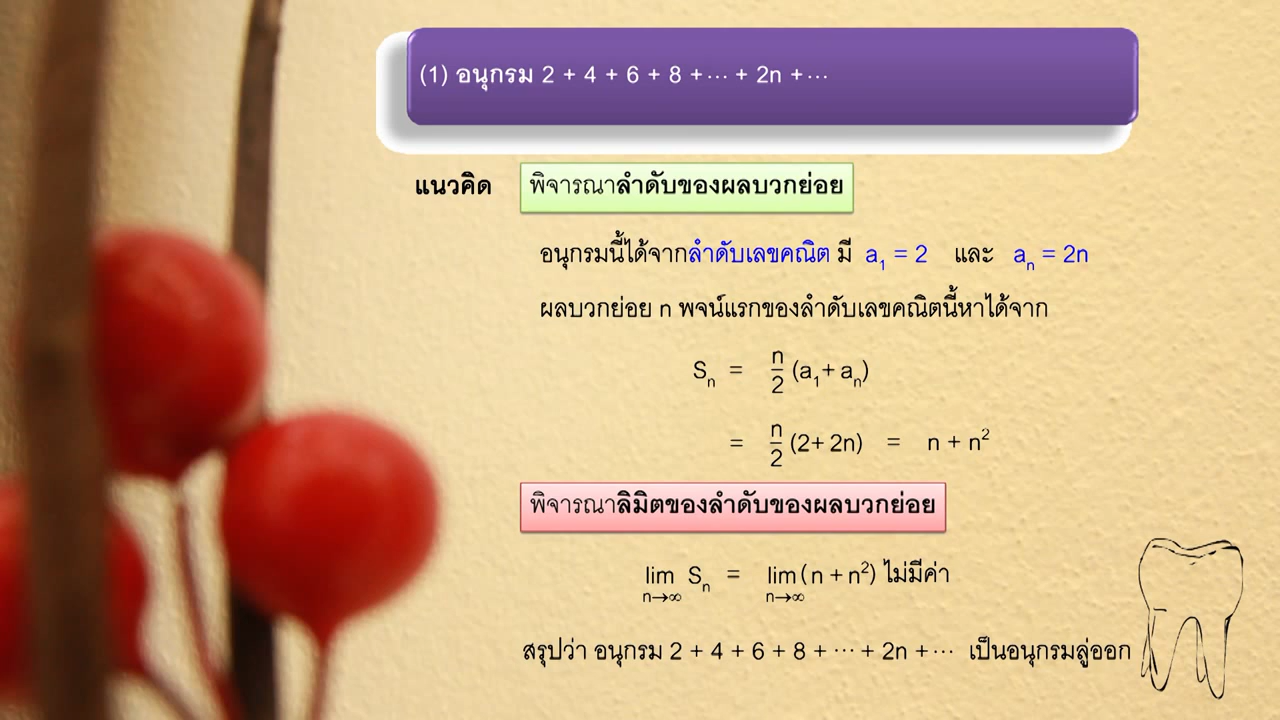 (1) อนุกรม 2 + 4 + 6 + 8 +⋯ + 2n +⋯
แนวคิด พิจารณาลำดับของผลบวกย่อย
อนุกรมนี้ได้จากลำดับเลขคณิต มี a₁ = 2 และ aₙ = 2n
ผลบวกย่อย n พจน์แรกของลำดับเลขคณิตนี้หาได้จาก
Sₙ = n/2 (a₁+ aₙ)
= n/2 (2+ 2n) = n + n²
พิจารณาลิมิตของลำดับของผลบวกย่อย
lim n→∞ Sₙ = lim n→∞ (n + n²) ไม่มีค่า
สรุปว่า อนุกรม 2 + 4 + 6 + 8 + ⋯ + 2n +⋯ เป็นอนุกรมลู่ออก